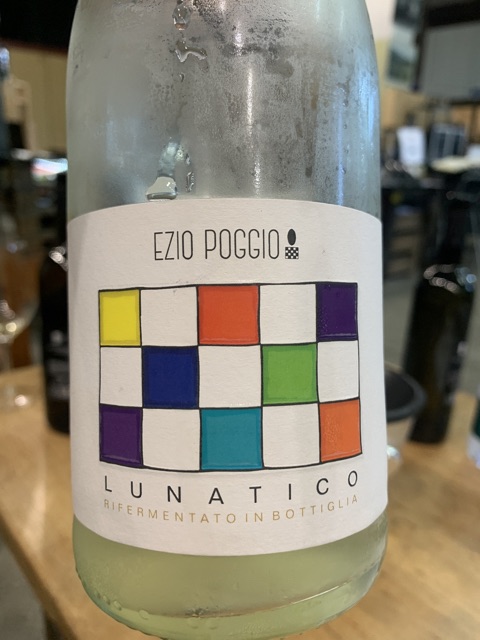 EZIO POGGIO
LUNATICO
RIFERMENTATO IN BOTTIGLIA